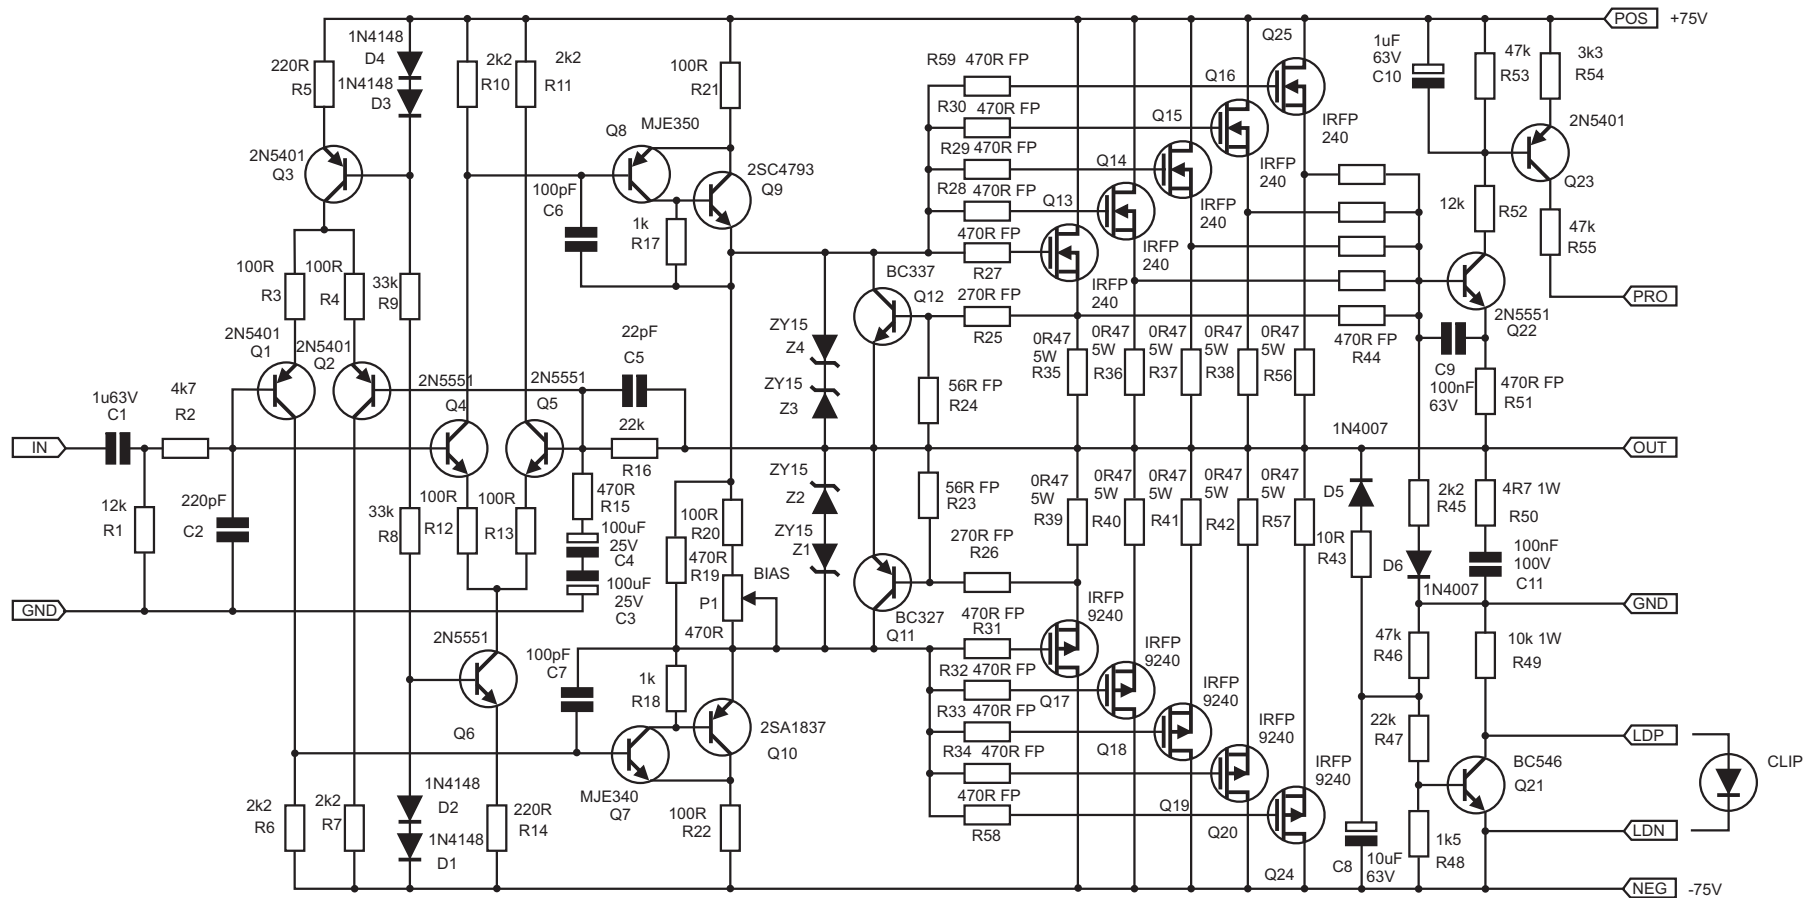 1N4148
D4
220R
R5
1N4148
D3
2k2
R10
2k2
R11
100R
R21
Q8
MJE350
2N5401
Q3
2SC4793
Q9
100pF
C6
1k
R17
100R
R3
100R
R4
33k
R9
2N5401
Q1
2N5401
Q2
22pF
C5
2N5551
Q4
2N5551
Q5
1u63V
C1
4k7
R2
22k
R16
IN
12k
R1
220pF
C2
33k
R8
100R
R12
100R
R13
470R
R15
100uF
25V
C4
100uF
25V
C3
GND
2N5551
Q6
100pF
C7
1k
R18
MJE340
Q7
2SA1837
Q10
100R
R22
2k2
R6
2k2
R7
1N4148
D2
1N4148
D1
220R
R14
100R
R20
470R
R19
BIAS
P1
470R
ZY15
Z4
ZY15
Z3
ZY15
Z2
ZY15
Z1
BC337
Q12
BC327
Q11
R59 470R FP
R30 470R FP
R29 470R FP
R28 470R FP
470R FP
R27
270R FP
R25
56R FP
R24
56R FP
R23
270R FP
R26
470R FP
R31
R32 470R FP
R33 470R FP
R34 470R FP
470R FP
R58
Q25
Q16
Q15
Q14
Q13
IRFP
240
IRFP
240
IRFP
240
IRFP
240
IRFP
240
0R47
5W
R35
0R47
5W
R36
0R47
5W
R37
0R47
5W
R38
0R47
5W
R56
0R47
5W
R39
0R47
5W
R40
0R47
5W
R41
0R47
5W
R42
0R47
5W
R57
IRFP
9240
IRFP
9240
IRFP
9240
IRFP
9240
IRFP
9240
Q17
Q18
Q19
Q20
Q24
470R FP
R44
1uF
63V
C10
47k
R53
3k3
R54
2N5401
Q23
12k
R52
47k
R55
2N5551
Q22
C9
100nF
63V
470R FP
R51
1N4007
D5
10R
R43
2k2
R45
4R7 1W
R50
D6
1N4007
100nF
100V
C11
47k
R46
10k 1W
R49
22k
R47
BC546
Q21
C8
10uF
63V
1k5
R48
POS +75V
PRO
OUT
GND
LDP
LDN
CLIP
NEG -75V